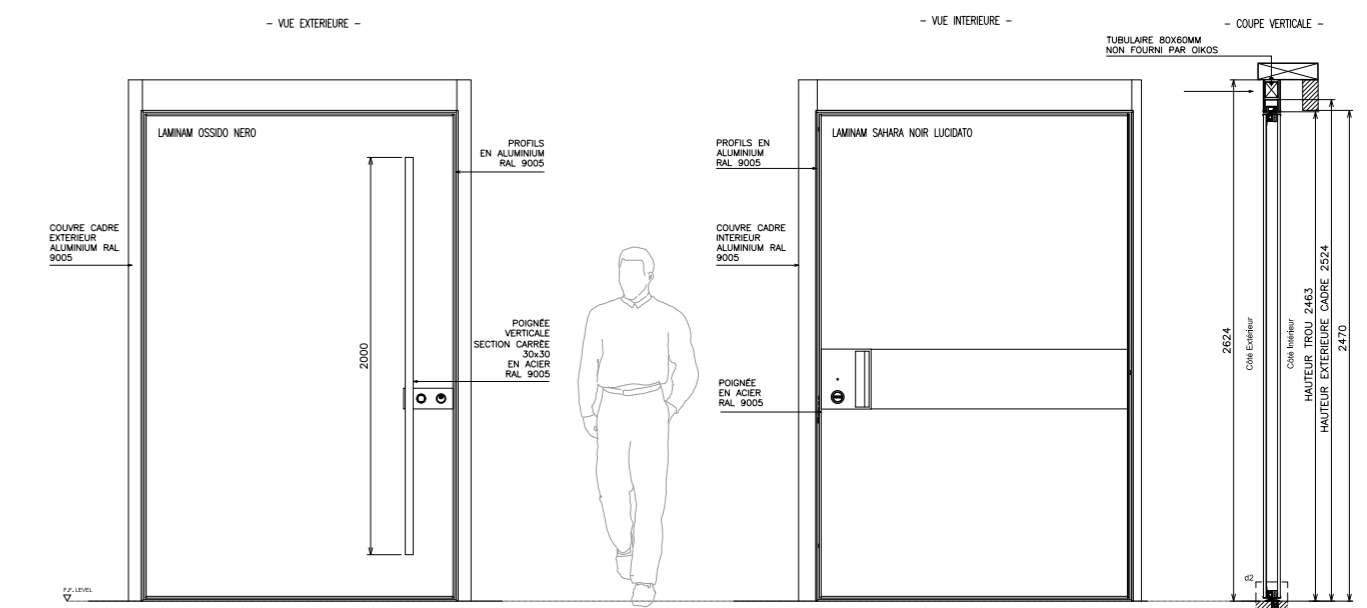 - VUE EXTERIEURE -
- VUE INTERIEURE -
- COUPE VERTICALE -
TUBULAIRE 80X60MM
NON FOURNI PAR OIKOS
LAMINAM OSSIDO NERO
PROFILS
EN ALUMINIUM
RAL 9005
COUVRE CADRE
EXTERIEUR
ALUMINIUM RAL
9005
2000
POIGNÉE
VERTICALE
SECTION CARRÉE
30x30
EN ACIER
RAL 9005
F.F. LEVEL
LAMINAM SAHARA NOIR LUCIDATO
PROFILS EN
ALUMINIUM
RAL 9005
COUVRE CADRE
INTERIEUR
ALUMINIUM RAL
9005
POIGNÉE
EN ACIER
RAL 9005
2624
Côté Extérieur
Côté Intérieur
HAUTEUR TROU 2463
HAUTEUR EXTERIEURE CADRE 2524
2470
d2